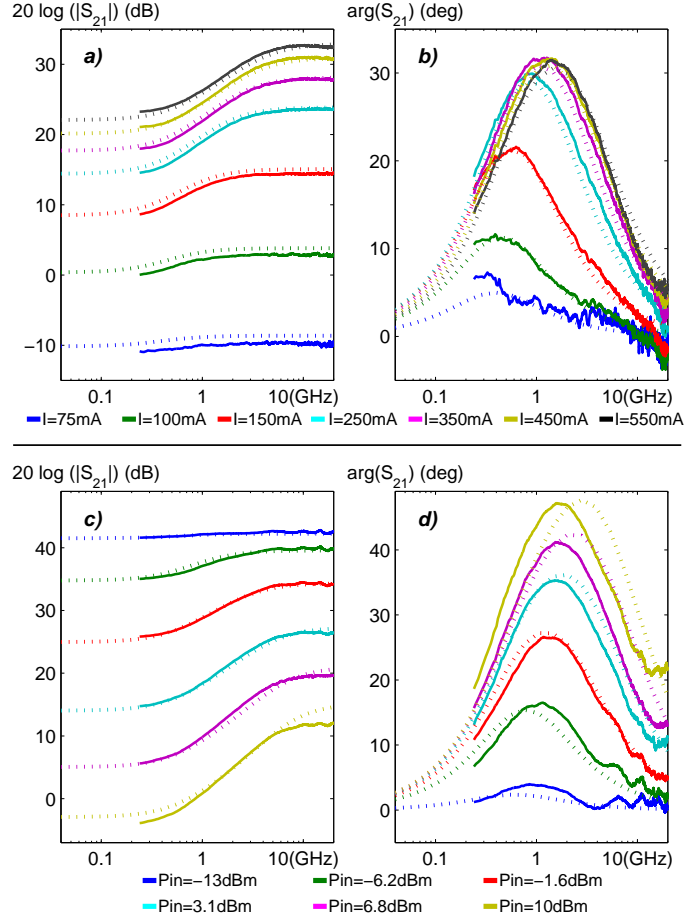 20 log (|S21|) (dB)
arg(S21) (deg)
a)
b)
30
20
10
0
−10
30
20
10
0
0.1 1 10(GHz)
0.1 1 10(GHz)
I=75mA I=100mA I=150mA I=250mA I=350mA I=450mA I=550mA
20 log (|S21|) (dB)
arg(S21) (deg)
c)
d)
40
30
20
10
0
50
40
30
20
10
0
0.1 1 10(GHz)
0.1 1 10(GHz)
Pin=−13dBm Pin=−6.2dBm Pin=−1.6dBm
Pin=3.1dBm Pin=6.8dBm Pin=10dBm